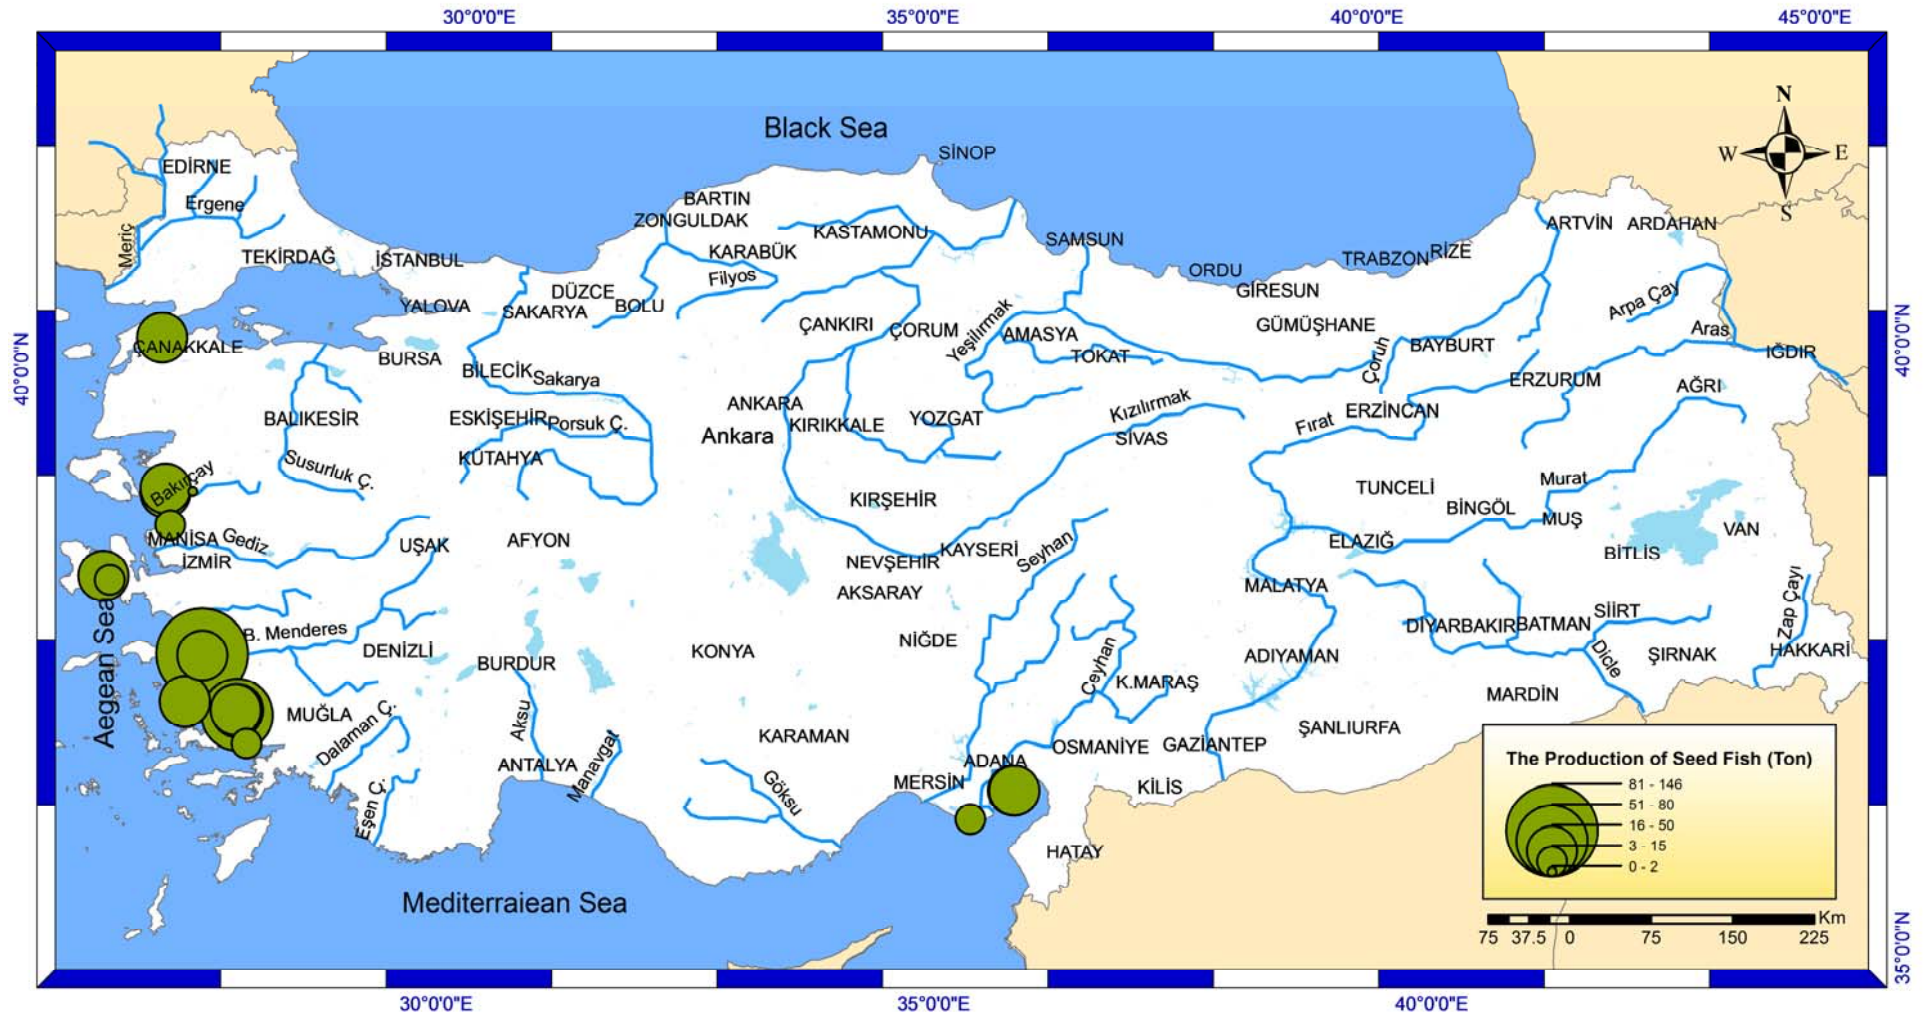 30°0'0"E 35°0'0"E 40°0'0"E 45°0'0"E
N
Black Sea
W E
SİNOP
EDİRNE
S
BARTIN
Ergene
ZONGULDAK
ARTVİN ARDAHAN
KASTAMONU
SAMSUN
Meriç
TEKİRDAĞ
İSTANBUL
KARABÜK
TRABZON RİZE
Filyos
ORDU
DÜZCE
GİRESUN
YALOVA
SAKARYA
BOLU
Arpa Çay
ÇANKIRI
ÇORUM
Yeşilırmak
AMASYA
GÜMÜŞHANE
Aras
ÇANAKKALE
BURSA
TOKAT
Çoruh
BAYBURT
IĞDIR
40°0'0"N
BİLECİK
Sakarya
ERZURUM
AĞRI
40°0'0"N
ANKARA
Kızılırmak
ERZİNCAN
BALIKESİR
ESKİŞEHİR
Porsuk Ç.
KIRIKKALE
YOZGAT
Fırat
Ankara
SİVAS
KÜTAHYA
Susurluk Ç.
Bakırçay
KIRŞEHİR
TUNCELİ
Murat
BİNGÖL
MUŞ
VAN
MANİSA
Gediz
UŞAK
AFYON
KAYSERİ
Seyhan
ELAZIĞ
BİTLİS
İZMİR
NEVŞEHİR
AKSARAY
MALATYA
Zap Çayı
Aegean Sea
B. Menderes
DENİZLİ
NİĞDE
DİYARBAKIR
BATMAN
SİİRT
KONYA
BURDUR
Ceyhan
ADIYAMAN
Dicle
ŞIRNAK
HAKKARİ
K.MARAŞ
MARDİN
MUĞLA
Dalaman Ç.
Aksu
KARAMAN
ŞANLIURFA
Manavgat
OSMANİYE
GAZİANTEP
ANTALYA
ADANA
Göksu
MERSİN
KİLİS
Eşen Ç.
HATAY
Mediterraiean Sea
The Production of Seed Fish (Ton)
81 - 146
51 - 80
16 - 50
3 - 15
0 - 2
Km
75 37.5 0 75 150 225
35°0'0"N
30°0'0"E 35°0'0"E 40°0'0"E